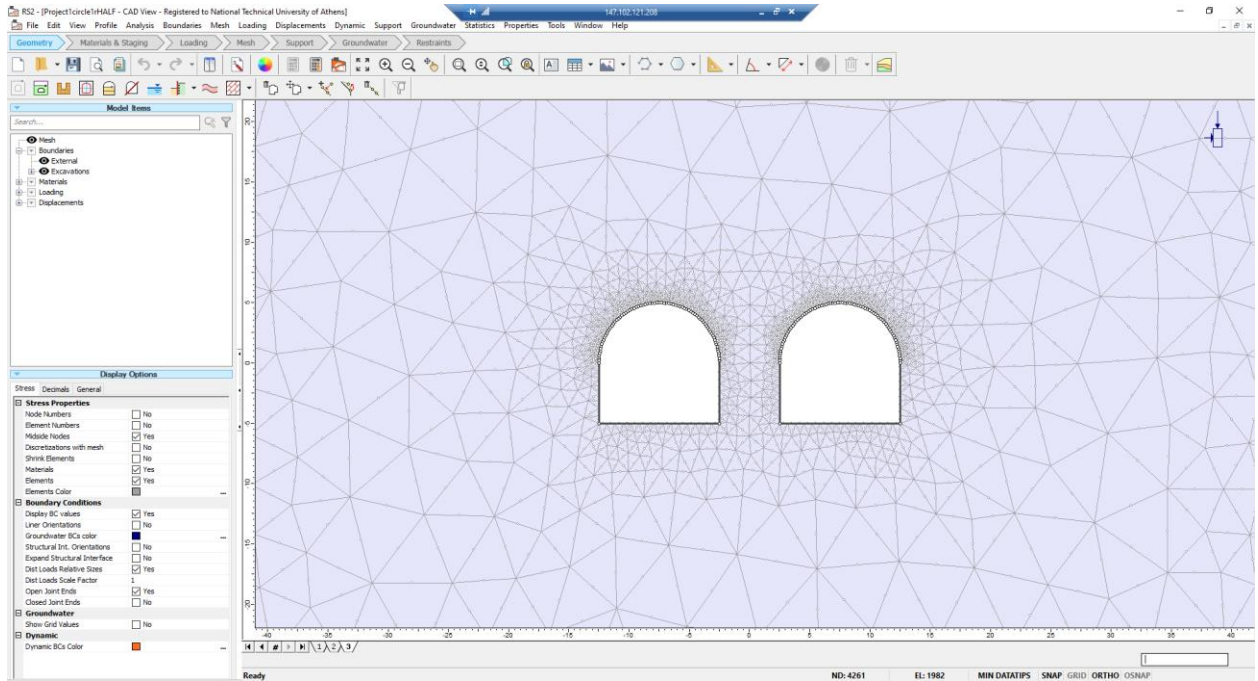 RS2 - [Project1circle1rHALF - CAD View - Registered to National Technical University of Athens]
147.102.121.208
File Edit View Profile Analysis Boundaries Mesh Loading Displacements Dynamic Support Groundwater Statistics Properties Tools Window Help
Geometry Materials & Staging Loading Mesh Support Groundwater Restraints
Model Items
Search...
Mesh
Boundaries
External
Excavations
Materials
Loading
Displacements
Display Options
Stress Decimals General
Stress Properties
Node Numbers No
Element Numbers No
Midside Nodes Yes
Discretizations with mesh No
Shrink Elements No
Materials Yes
Elements Yes
Elements Color ...
Boundary Conditions
Display BC values Yes
Liner Orientations No
Groundwater BCs color ...
Structural Int. Orientations No
Expand Structural Interface No
Dist Loads Relative Sizes Yes
Dist Loads Scale Factor 1
Open Joint Ends Yes
Closed Joint Ends No
Groundwater
Show Grid Values No
Dynamic
Dynamic BCs Color ...
20
15
10
5
0
-5
-10
-15
-20
-40 -35 -30 -25 -20 -15 -10 -5 0 5 10 15 20 25 30 35 40
# 1 2 3
Ready ND: 4261 EL: 1982 MIN DATATIPS SNAP GRID ORTHO OSNAP